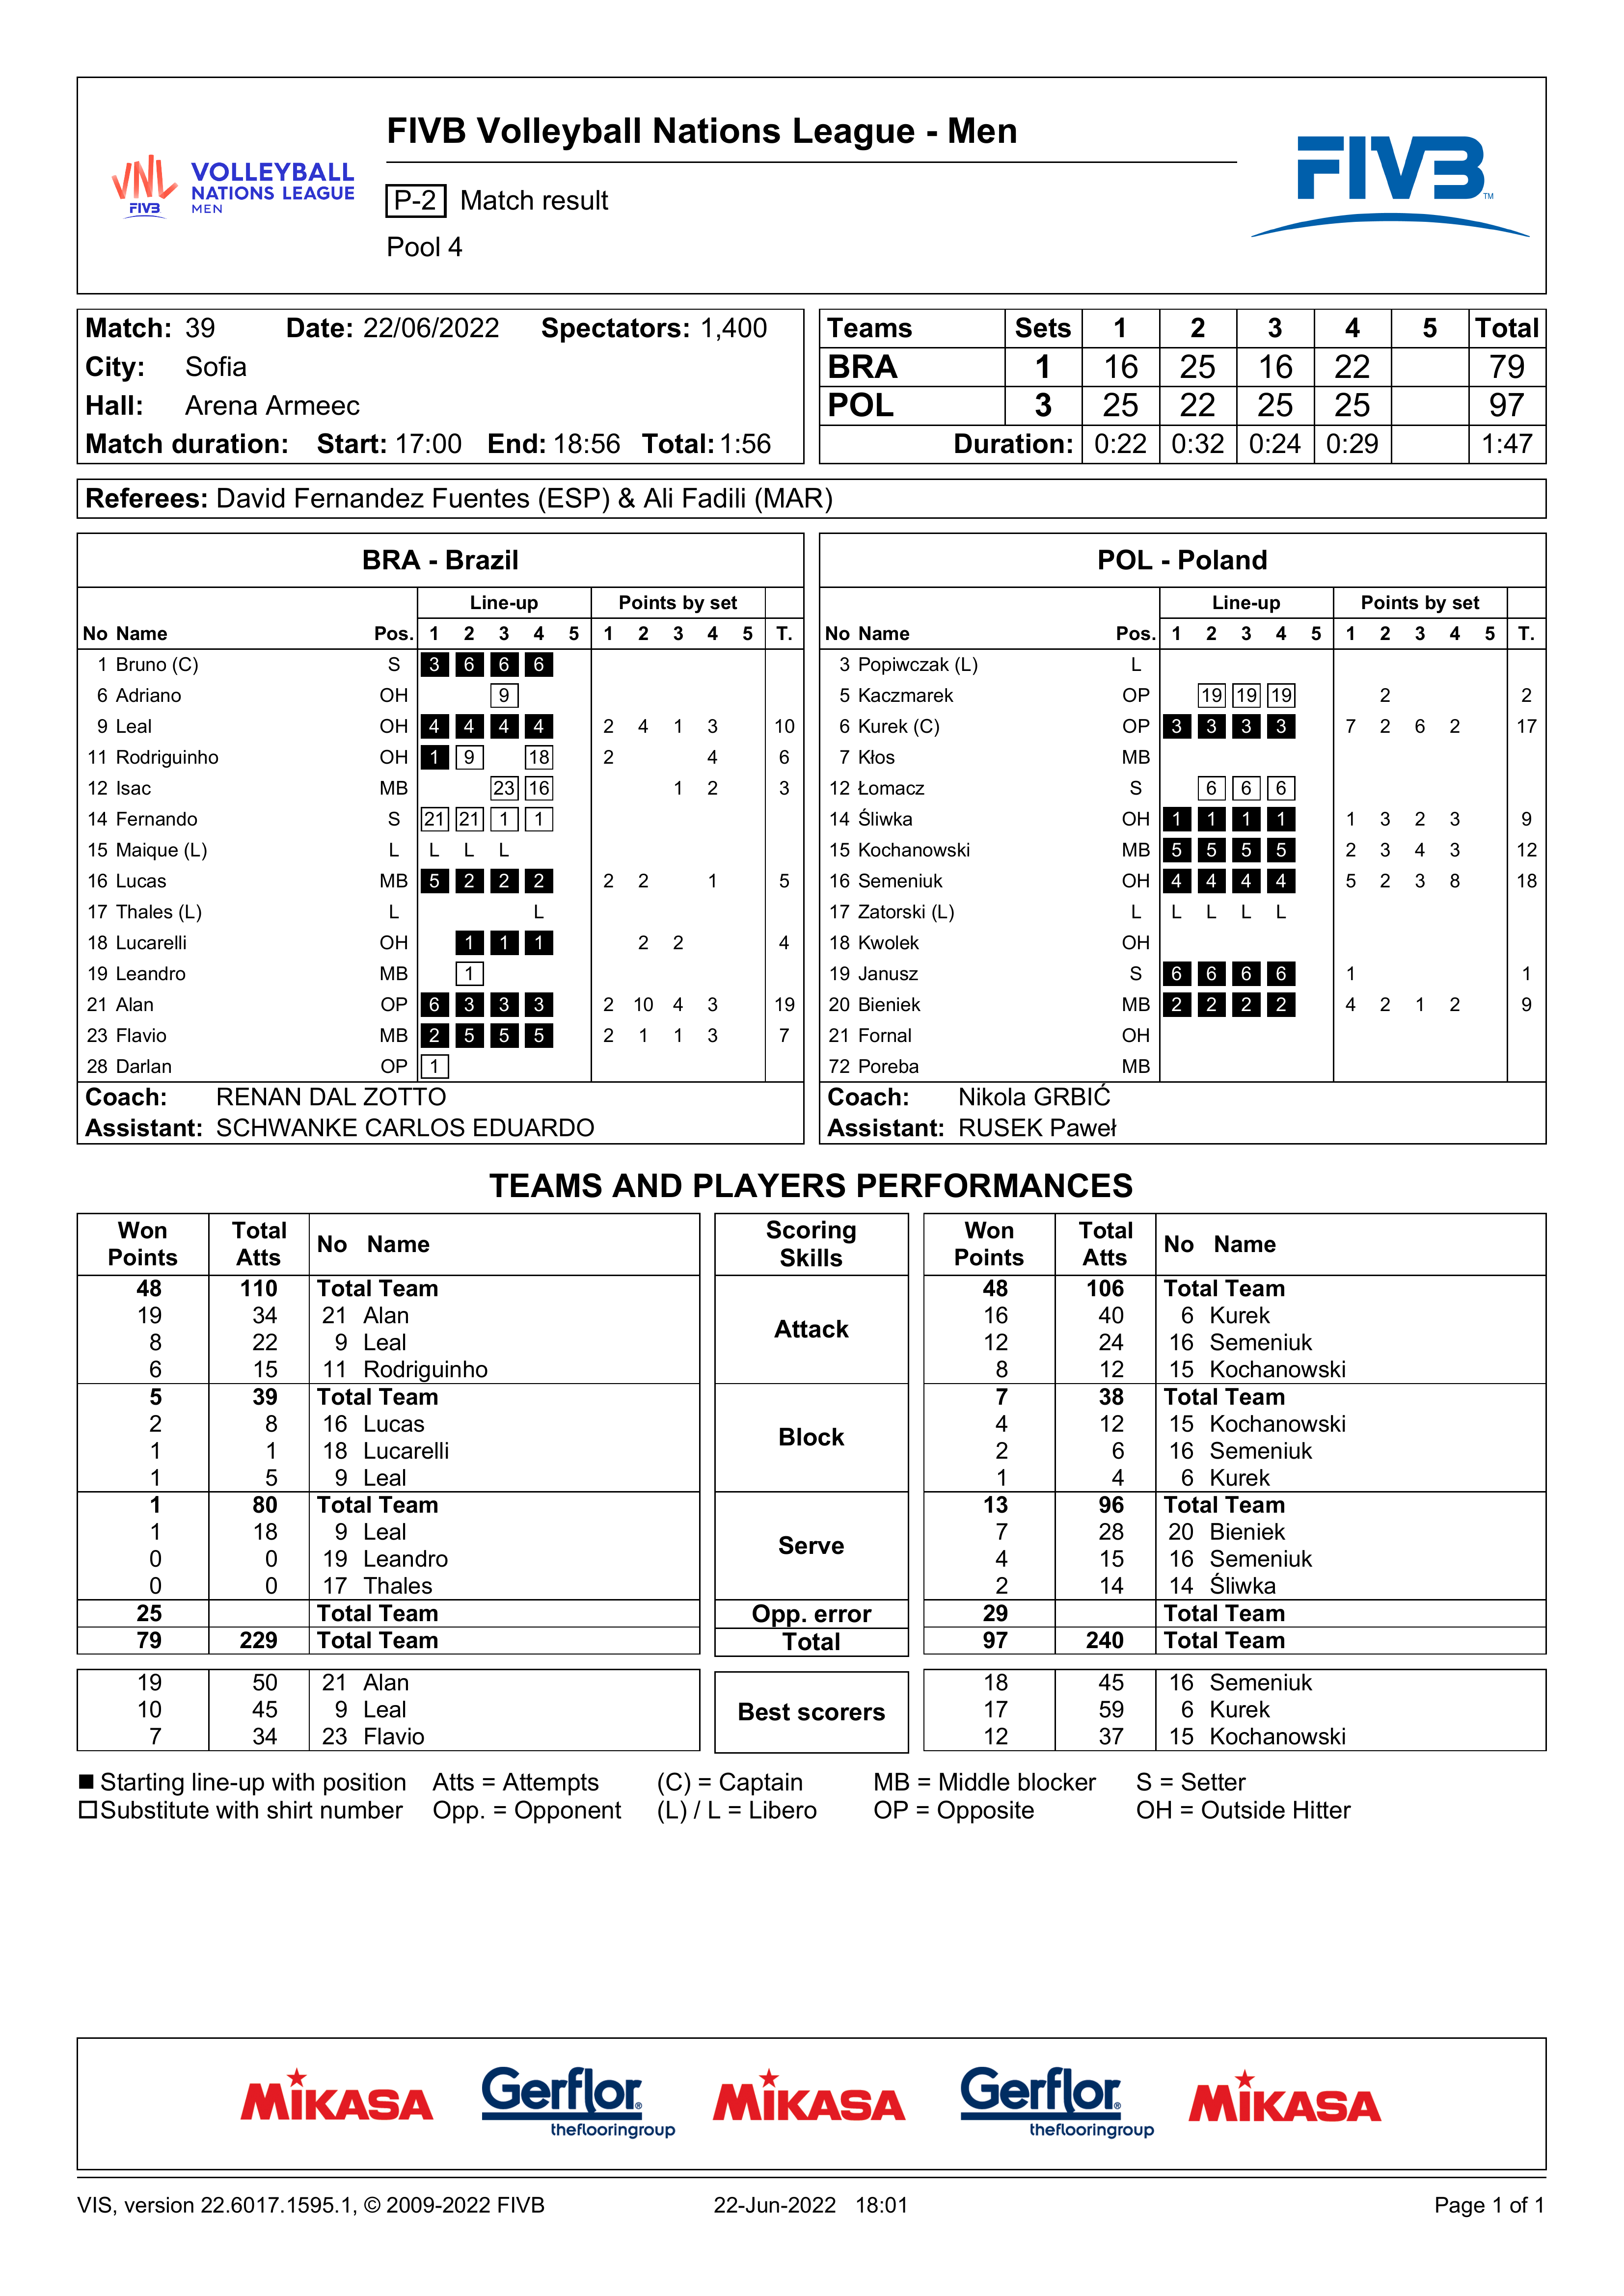 FIVB Volleyball Nations League - Men
VNL FIVB VOLLEYBALL NATIONS LEAGUE MEN
P-2 Match result
Pool 4
FIVB TM
Match: 39 Date: 22/06/2022 Spectators: 1,400
City: Sofia
Hall: Arena Armeec
Match duration: Start: 17:00 End: 18:56 Total: 1:56
Teams Sets 1 2 3 4 5 Total
BRA 1 16 25 16 22 79
POL 3 25 22 25 25 97
Duration: 0:22 0:32 0:24 0:29 1:47
Referees: David Fernandez Fuentes (ESP) & Ali Fadili (MAR)
BRA - Brazil
Line-up Points by set
No Name Pos. 1 2 3 4 5 1 2 3 4 5 T.
1 Bruno (C) S 3 6 6 6
6 Adriano OH 9
9 Leal OH 4 4 4 4 2 4 1 3 10
11 Rodriguinho OH 1 9 18 2 4 6
12 Isac MB 23 16 1 2 3
14 Fernando S 21 21 1 1
15 Maique (L) L L L L
16 Lucas MB 5 2 2 2 2 2 1 5
17 Thales (L) L L
18 Lucarelli OH 1 1 1 2 2 4
19 Leandro MB 1
21 Alan OP 6 3 3 3 2 10 4 3 19
23 Flavio MB 2 5 5 5 2 1 1 3 7
28 Darlan OP 1
Coach: RENAN DAL ZOTTO
Assistant: SCHWANKE CARLOS EDUARDO
POL - Poland
Line-up Points by set
No Name Pos. 1 2 3 4 5 1 2 3 4 5 T.
3 Popiwczak (L) L
5 Kaczmarek OP 19 19 19 2 2
6 Kurek (C) OP 3 3 3 3 7 2 6 2 17
7 Kłos MB
12 Łomacz S 6 6 6
14 Śliwka OH 1 1 1 1 1 3 2 3 9
15 Kochanowski MB 5 5 5 5 2 3 4 3 12
16 Semeniuk OH 4 4 4 4 5 2 3 8 18
17 Zatorski (L) L L L L L
18 Kwolek OH
19 Janusz S 6 6 6 6 1 1
20 Bieniek MB 2 2 2 2 4 2 1 2 9
21 Fornal OH
72 Poreba MB
Coach: Nikola GRBIĆ
Assistant: RUSEK Paweł
TEAMS AND PLAYERS PERFORMANCES
Won Points Total Atts No Name Scoring Skills Won Points Total Atts No Name
48 110 Total Team Attack 48 106 Total Team
19 34 21 Alan 16 40 6 Kurek
8 22 9 Leal 12 24 16 Semeniuk
6 15 11 Rodriguinho 8 12 15 Kochanowski
5 39 Total Team Block 7 38 Total Team
2 8 16 Lucas 4 12 15 Kochanowski
1 1 18 Lucarelli 2 6 16 Semeniuk
1 5 9 Leal 1 4 6 Kurek
1 80 Total Team Serve 13 96 Total Team
1 18 9 Leal 7 28 20 Bieniek
0 0 19 Leandro 4 15 16 Semeniuk
0 0 17 Thales 2 14 14 Śliwka
25 Total Team Opp. error 29 Total Team
79 229 Total Team Total 97 240 Total Team
19 50 21 Alan Best scorers 18 45 16 Semeniuk
10 45 9 Leal 17 59 6 Kurek
7 34 23 Flavio 12 37 15 Kochanowski
Starting line-up with position Atts = Attempts (C) = Captain MB = Middle blocker S = Setter
Substitute with shirt number Opp. = Opponent (L) / L = Libero OP = Opposite OH = Outside Hitter
MIKASA Gerflor® theflooringgroup MIKASA Gerflor® theflooringgroup MIKASA
VIS, version 22.6017.1595.1, © 2009-2022 FIVB 22-Jun-2022 18:01 Page 1 of 1